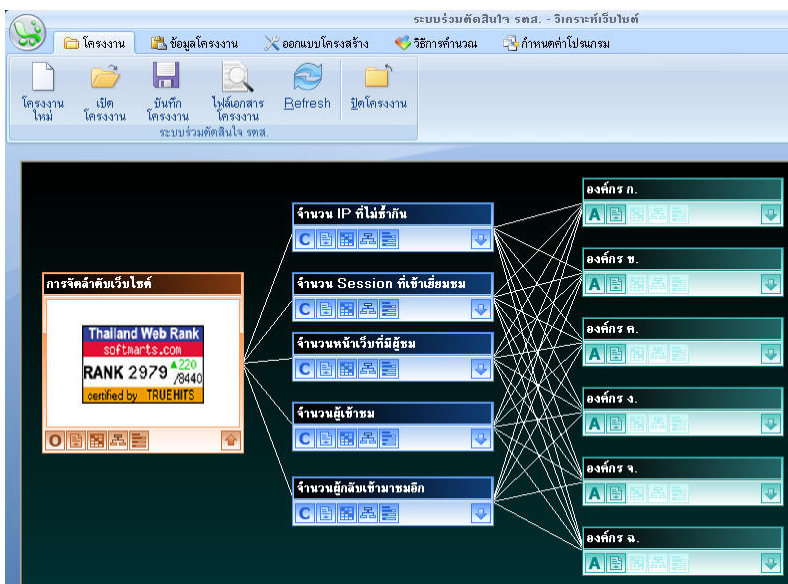 ระบบร่วมตัดสินใจ รตส. - วิเคราะห์เว็บไซต์
โครงงาน ข้อมูลโครงงาน ออกแบบโครงสร้าง วิธีการคำนวณ กำหนดค่าโปรแกรม
โครงงาน เปิด บันทึก ไฟล์เอกสาร Refresh ปิดโครงงาน
ใหม่ โครงงาน โครงงาน โครงงาน
ระบบร่วมตัดสินใจ รตส.
การจัดลำดับเว็บไซต์
Thailand Web Rank
softmarts.com
RANK 2979 ▲220
/8440
certified by TRUEHITS
O
จำนวน IP ที่ไม่ซ้ำกัน
C
จำนวน Session ที่เข้าเยี่ยมชม
C
จำนวนหน้าเว็บที่มีผู้ชม
C
จำนวนผู้เข้าชม
C
จำนวนผู้กลับเข้ามาชมอีก
C
องค์กร ก.
A
องค์กร ข.
A
องค์กร ค.
A
องค์กร ง.
A
องค์กร จ.
A
องค์กร ฉ.
A